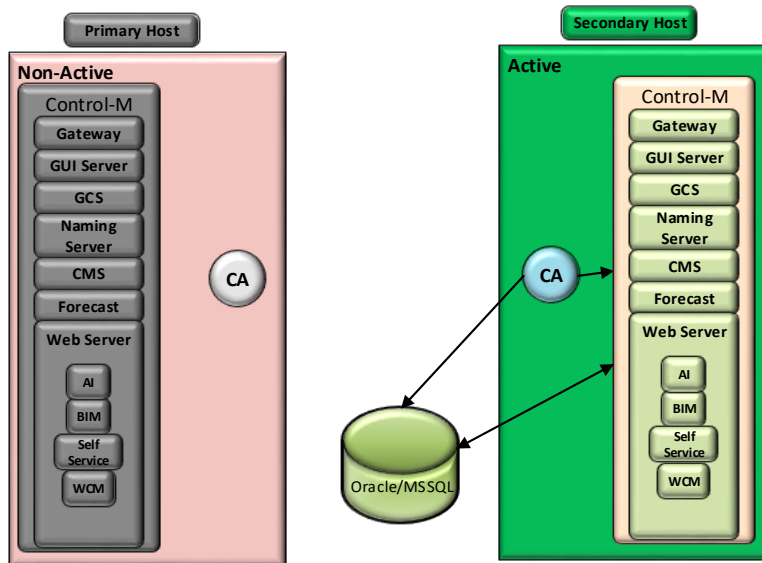 Primary Host
Non-Active
Control-M
Gateway
GUI Server
GCS
Naming
Server
CMS
Forecast
Web Server
AI
BIM
Self
Service
WCM
CA
Oracle/MSSQL
Secondary Host
Active
CA
Control-M
Gateway
GUI Server
GCS
Naming
Server
CMS
Forecast
Web Server
AI
BIM
Self
Service
WCM